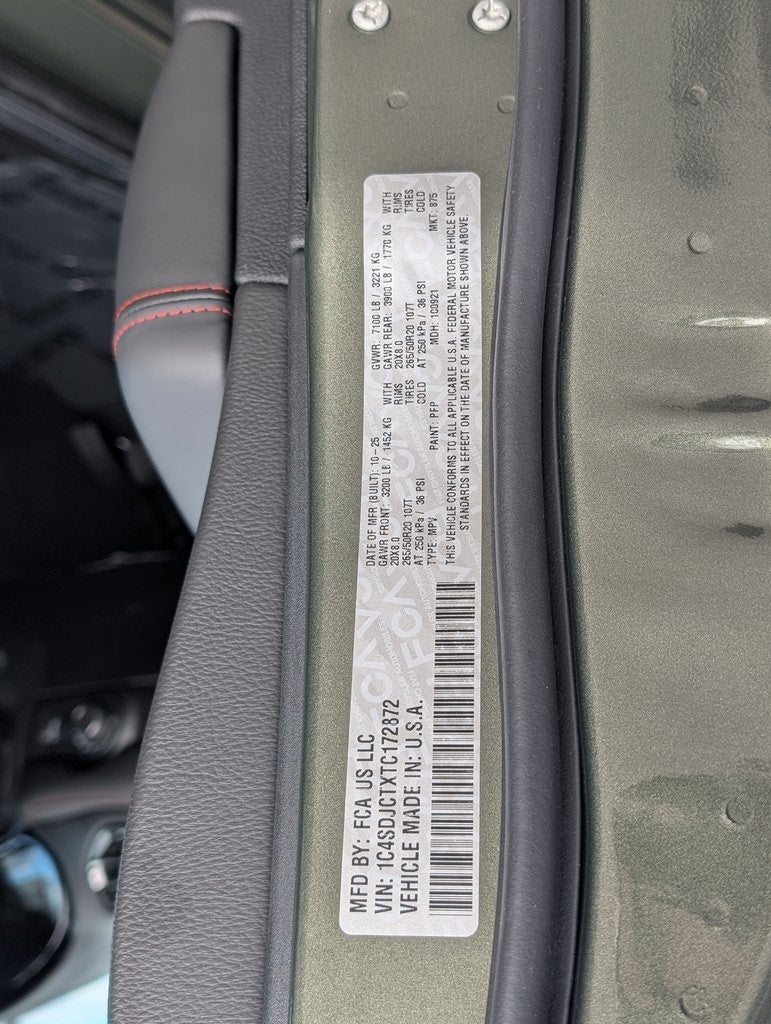 MFD BY: FCA US LLC
VIN: 1C4SDJCTXTC172872
VEHICLE MADE IN: U.S.A.
DATE OF MFR (BUILT): 10-25 GVWR: 7100 LB / 3221 KG
GAWR FRONT: 3200 LB / 1452 KG WITH GAWR REAR: 3900 LB / 1770 KG WITH
20X8.0 RIMS 20X8.0 RIMS
265/50R20 107T TIRES 265/50R20 107T TIRES
AT 250 kPa / 36 PSI COLD AT 250 kPa / 36 PSI COLD
TYPE: MPV PAINT: PFP MDH: 100921 MKT: 875
THIS VEHICLE CONFORMS TO ALL APPLICABLE U.S.A. FEDERAL MOTOR VEHICLE SAFETY
STANDARDS IN EFFECT ON THE DATE OF MANUFACTURE SHOWN ABOVE.